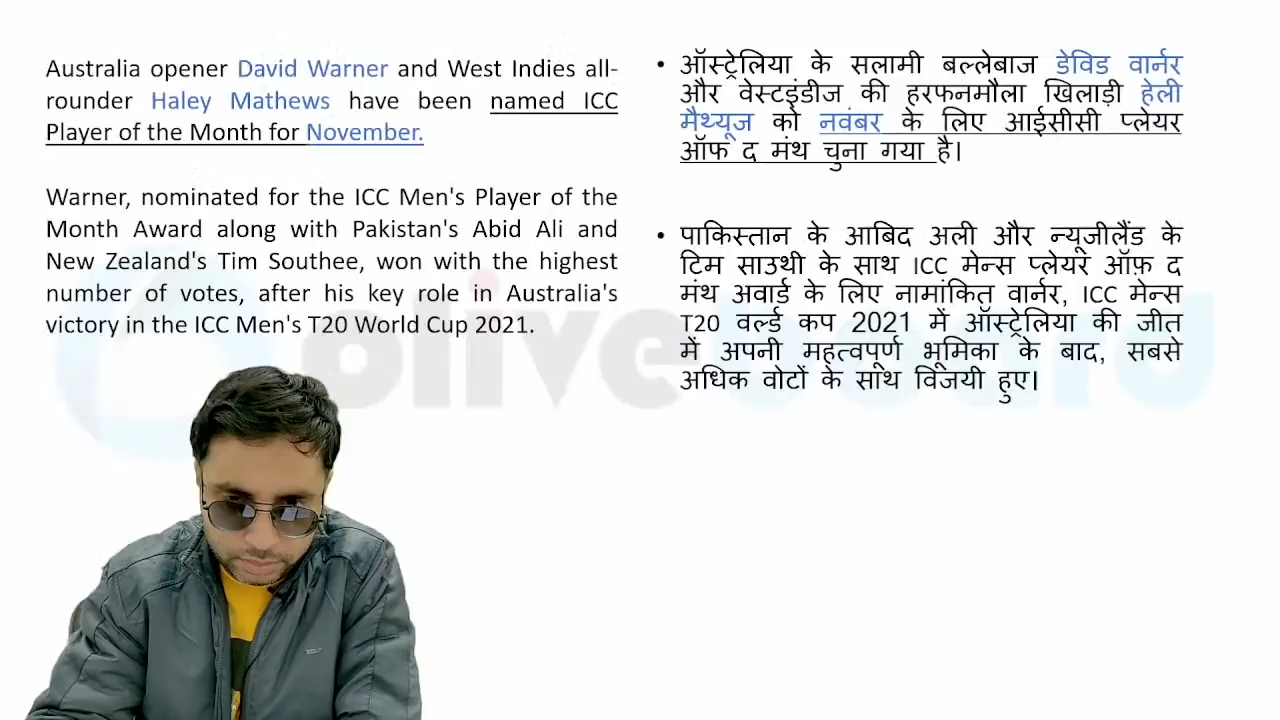 Australia opener David Warner and West Indies all-
rounder Haley Mathews have been named ICC
Player of the Month for November.
Warner, nominated for the ICC Men's Player of the
Month Award along with Pakistan's Abid Ali and
New Zealand's Tim Southee, won with the highest
number of votes, after his key role in Australia's
victory in the ICC Men's T20 World Cup 2021.
• ऑस्ट्रेलिया के सलामी बल्लेबाज डेविड वार्नर
और वेस्टइंडीज की हरफनमौला खिलाड़ी हेली
मैथ्यूज को नवंबर के लिए आईसीसी प्लेयर
ऑफ द मंथ चुना गया है।
• पाकिस्तान के आबिद अली और न्यूजीलैंड के
टिम साउथी के साथ ICC मेन्स प्लेयर ऑफ़ द
मंथ अवार्ड के लिए नामांकित वार्नर, ICC मेन्स
T20 वर्ल्ड कप 2021 में ऑस्ट्रेलिया की जीत
में अपनी महत्वपूर्ण भूमिका के बाद, सबसे
अधिक वोटों के साथ विजयी हुए।
oliveboard